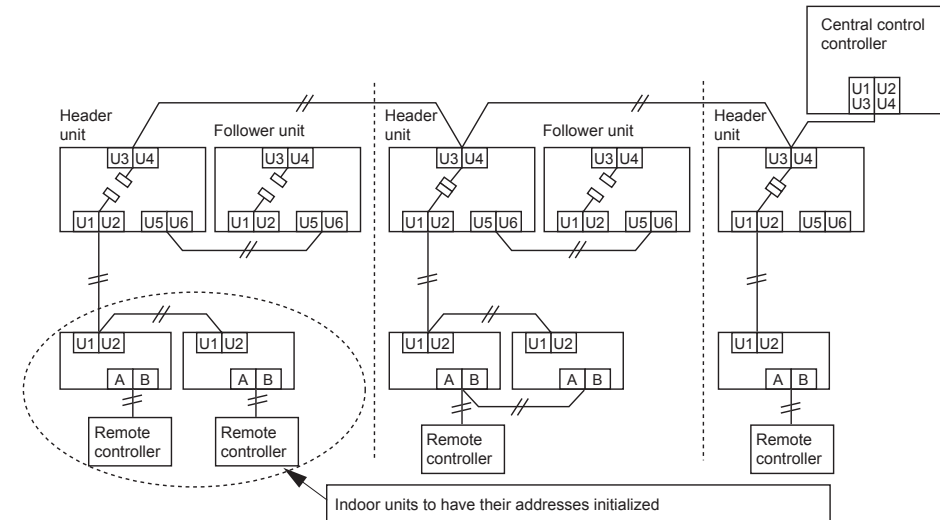 Central control
controller
U1 U2
U3 U4
Header
unit
Follower unit
Header
unit
Follower unit
Header
unit
U3 U4
U3 U4
U3 U4
U3 U4
U3 U4
U1 U2
U5 U6
U1 U2
U5 U6
U1 U2
U5 U6
U1 U2
U5 U6
U1 U2
U5 U6
U1 U2
U1 U2
U1 U2
U1 U2
U1 U2
A B
A B
A B
A B
A B
Remote
controller
Remote
controller
Remote
controller
Remote
controller
Indoor units to have their addresses initialized